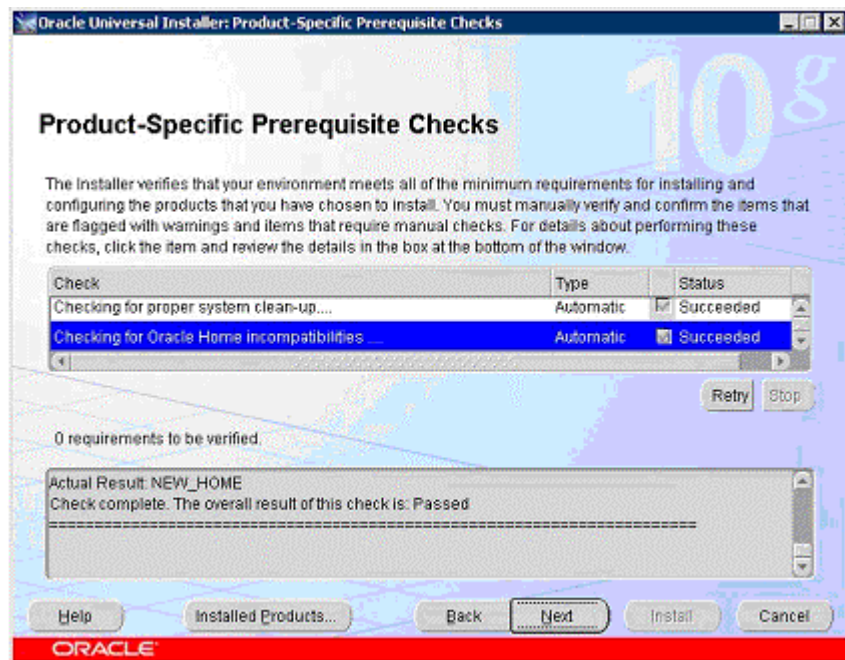 Oracle Universal Installer: Product-Specific Prerequisite Checks
10g
Product-Specific Prerequisite Checks
The Installer verifies that your environment meets all of the minimum requirements for installing and
configuring the products that you have chosen to install. You must manually verify and confirm the items that
are flagged with warnings and items that require manual checks. For details about performing these
checks, click the item and review the details in the box at the bottom of the window.
Check Type Status
Checking for proper system clean-up.... Automatic Succeeded
Checking for Oracle Home incompatibilities .... Automatic Succeeded
Retry Stop
0 requirements to be verified.
Actual Result: NEW_HOME
Check complete. The overall result of this check is: Passed
========================================================================
Help Installed Products... Back Next Install Cancel
ORACLE